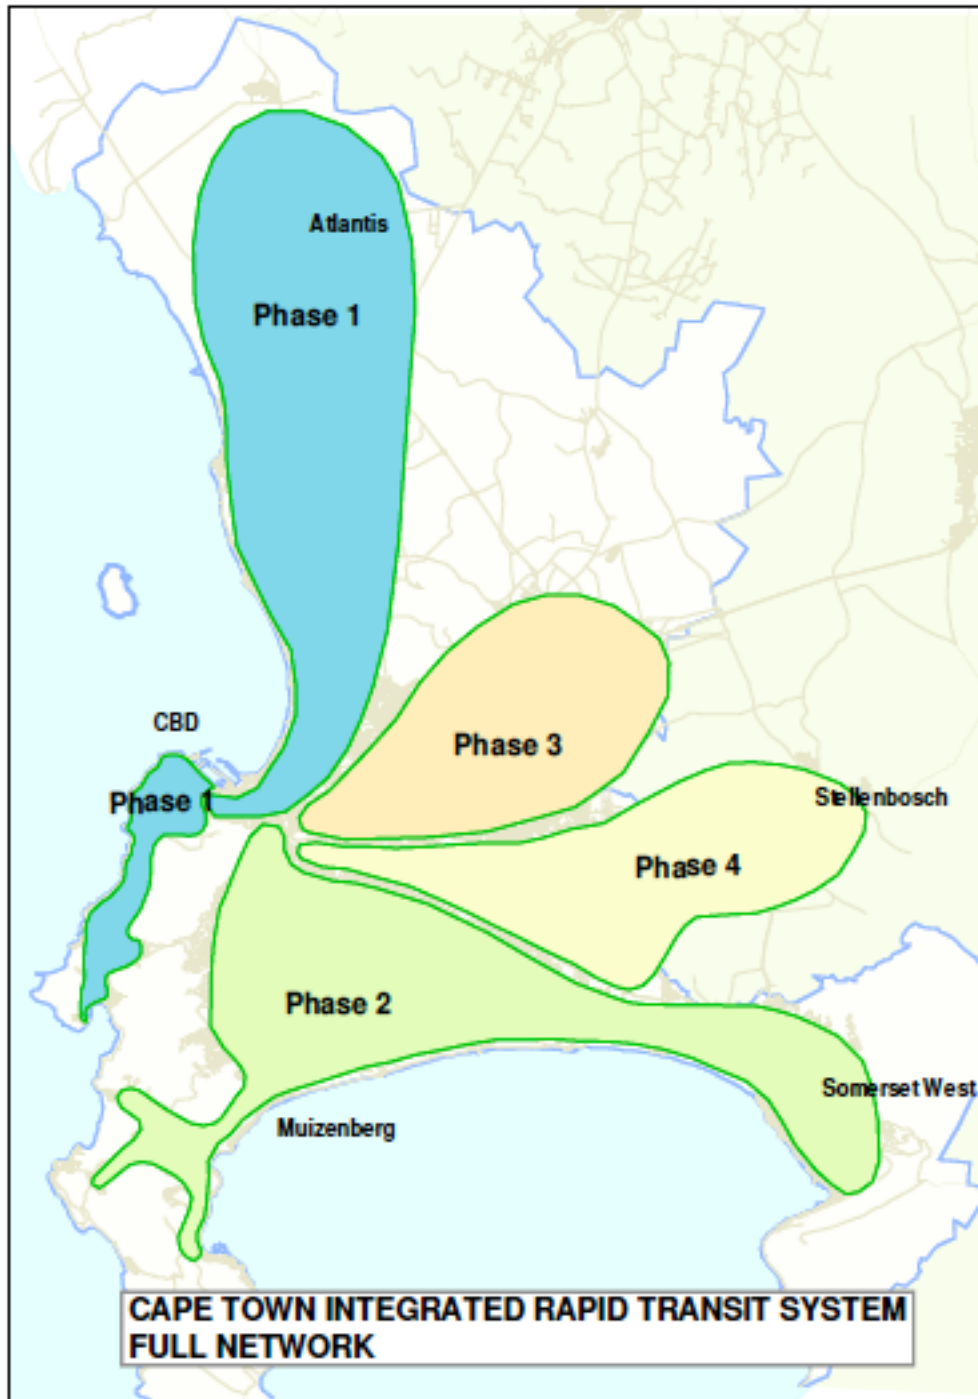 Atlantis
Phase 1
CBD
Phase 3
Phase 1
Stellenbosch
Phase 4
Phase 2
Somerset West
Muizenberg
CAPE TOWN INTEGRATED RAPID TRANSIT SYSTEM
FULL NETWORK